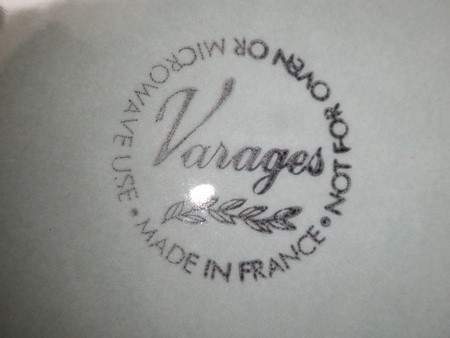 Varages
NOT FOR OVEN OR MICROWAVE USE • MADE IN FRANCE •